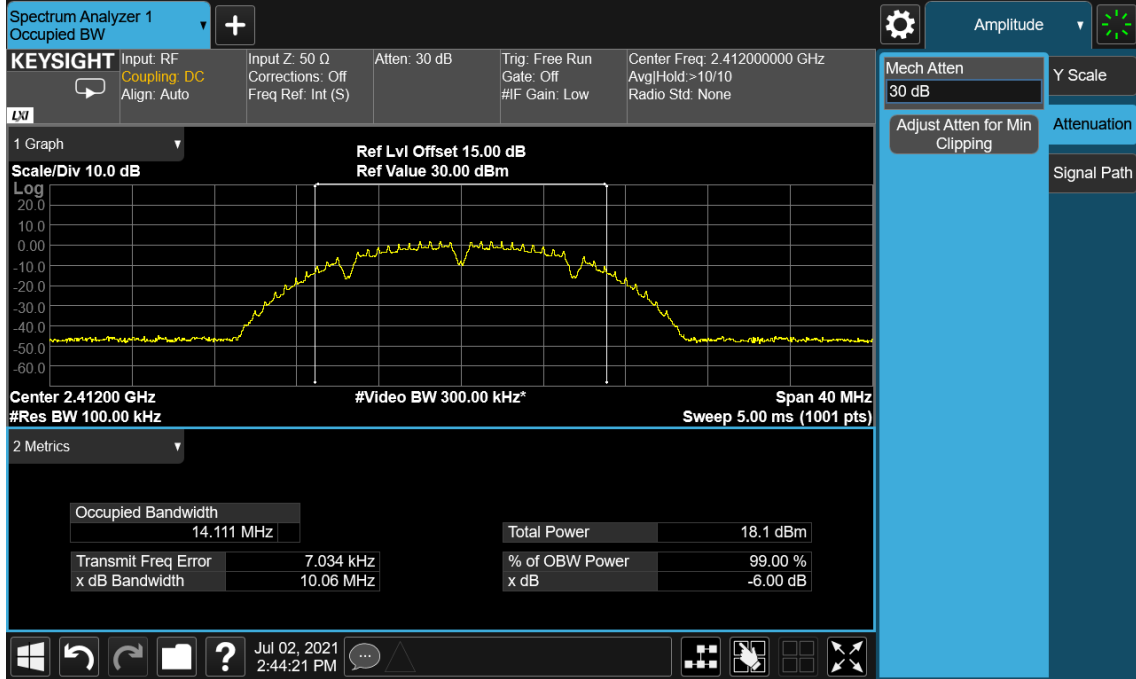 Spectrum Analyzer 1
Occupied BW
+
Amplitude
KEYSIGHT
LXI
Input: RF
Coupling: DC
Align: Auto
Input Z: 50 Ω
Corrections: Off
Freq Ref: Int (S)
Atten: 30 dB
Trig: Free Run
Gate: Off
#IF Gain: Low
Center Freq: 2.412000000 GHz
Avg|Hold:>10/10
Radio Std: None
Mech Atten
30 dB
Adjust Atten for Min
Clipping
Y Scale
Attenuation
Signal Path
1 Graph
Scale/Div 10.0 dB
Ref Lvl Offset 15.00 dB
Ref Value 30.00 dBm
Log
20.0
10.0
0.00
-10.0
-20.0
-30.0
-40.0
-50.0
-60.0
Center 2.41200 GHz
#Res BW 100.00 kHz
#Video BW 300.00 kHz*
Span 40 MHz
Sweep 5.00 ms (1001 pts)
2 Metrics
Occupied Bandwidth
14.111 MHz
Total Power 18.1 dBm
Transmit Freq Error 7.034 kHz
% of OBW Power 99.00 %
x dB Bandwidth 10.06 MHz
x dB -6.00 dB
?
Jul 02, 2021
2:44:21 PM